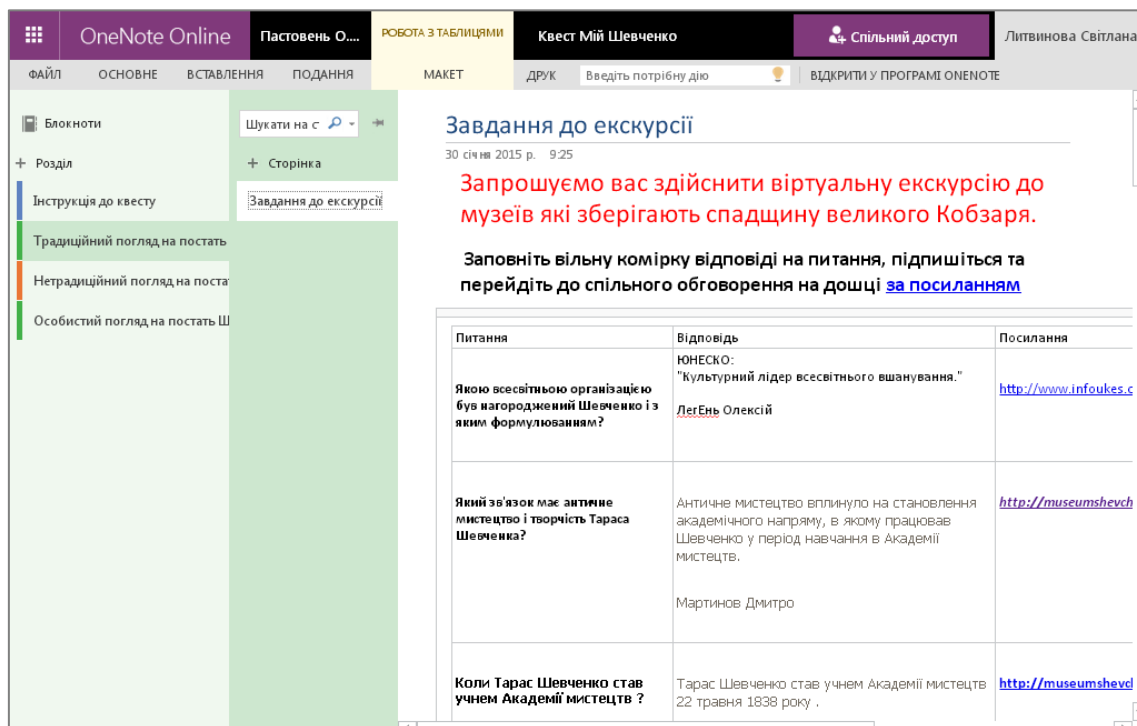 OneNote Online
Пастовень О....
РОБОТА З ТАБЛИЦЯМИ
Квест Мій Шевченко
Спільний доступ
Литвинова Світлана
ФАЙЛ ОСНОВНЕ ВСТАВЛЕННЯ ПОДАННЯ МАКЕТ ДРУК Введіть потрібну дію ВІДКРИТИ У ПРОГРАМІ ONENOTE
Блокноти
+ Розділ
Інструкція до квесту
Традиційний погляд на постать
Нетрадиційний погляд на поста
Особистий погляд на постать Ш
Шукати на с
+ Сторінка
Завдання до екскурсії
Завдання до екскурсії
30 січня 2015 р. 9:25
Запрошуємо вас здійснити віртуальну екскурсію до
музеїв які зберігають спадщину великого Кобзаря.
Заповніть вільну комірку відповіді на питання, підпишіться та
перейдіть до спільного обговорення на дошці за посиланням
Питання Відповідь Посилання
Якою всесвітньою організацією
був нагороджений Шевченко і з
яким формулюванням?
ЮНЕСКО:
"Культурний лідер всесвітнього вшанування."
ЛегЕнь Олексій
http://www.infoukes.c
Який зв'язок має античне
мистецтво і творчість Тараса
Шевченка?
Античне мистецтво вплинуло на становлення
академічного напряму, в якому працював
Шевченко у період навчання в Академії
мистецтв.
Мартинов Дмитро
http://museumshevch
Коли Тарас Шевченко став
учнем Академії мистецтв ?
Тарас Шевченко став учнем Академії мистецтв
22 травня 1838 року .
http://museumshevch